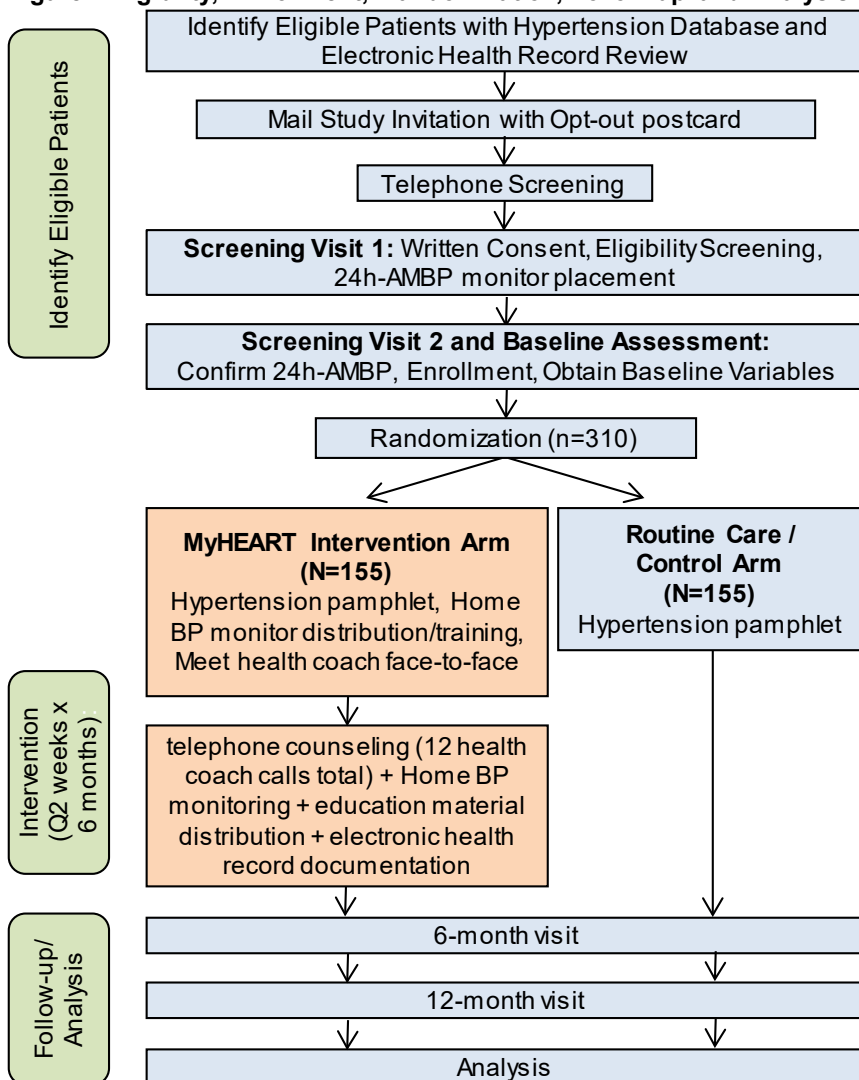 Identify Eligible Patients with Hypertension Database and
Electronic Health Record Review
Mail Study Invitation with Opt-out postcard
Telephone Screening
Screening Visit 1: Written Consent, Eligibility Screening,
24h-AMBP monitor placement
Screening Visit 2 and Baseline Assessment:
Confirm 24h-AMBP, Enrollment, Obtain Baseline Variables
Identify Eligible Patients
Randomization (n=310)
MyHEART Intervention Arm
(N=155)
Hypertension pamphlet, Home
BP monitor distribution/training,
Meet health coach face-to-face
Routine Care /
Control Arm
(N=155)
Hypertension pamphlet
Intervention
(Q2 weeks x
6 months):
telephone counseling (12 health
coach calls total) + Home BP
monitoring + education material
distribution + electronic health
record documentation
Follow-up/
Analysis
6-month visit
12-month visit
Analysis